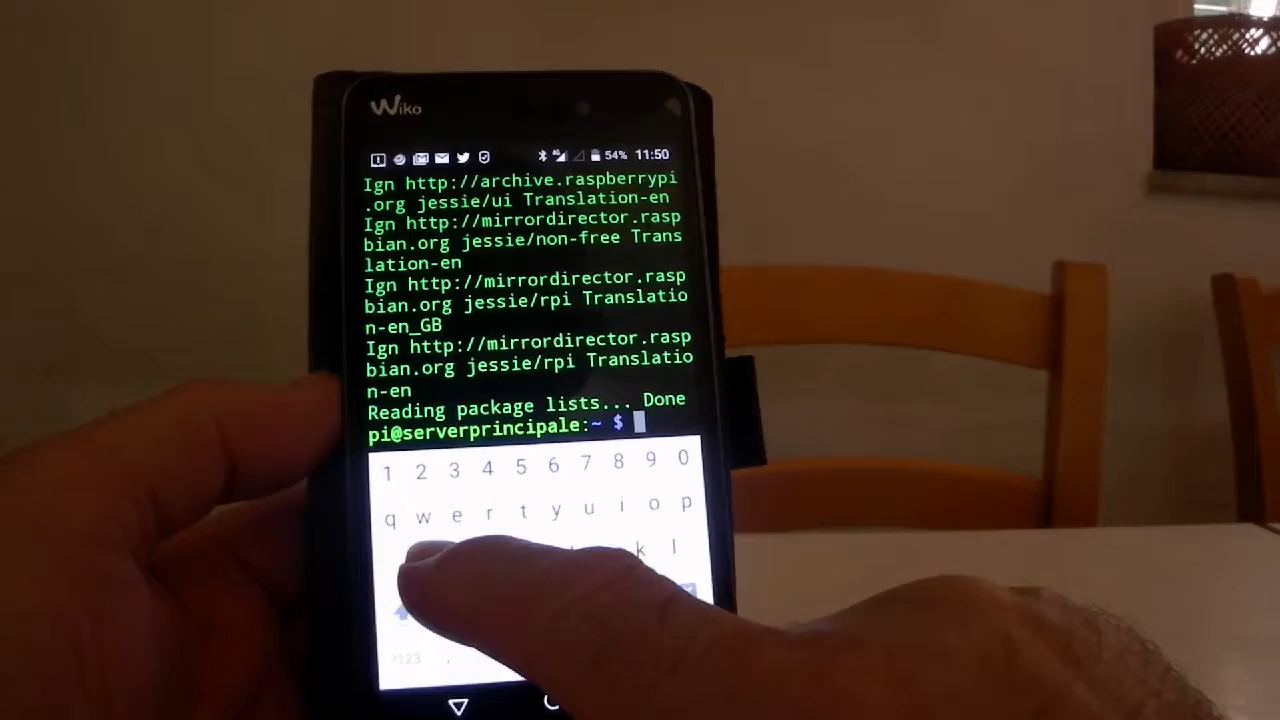 Wiko
54% 11:50
Ign http://archive.raspberrypi
.org jessie/ui Translation-en
Ign http://mirrordirector.rasp
bian.org jessie/non-free Trans
lation-en
Ign http://mirrordirector.rasp
bian.org jessie/rpi Translatio
n-en_GB
Ign http://mirrordirector.rasp
bian.org jessie/rpi Translatio
n-en
Reading package lists... Done
pi@serverprincipale:~ $
1 2 3 4 5 6 7 8 9 0
q w e r t y u i o p
k l
?123 ,